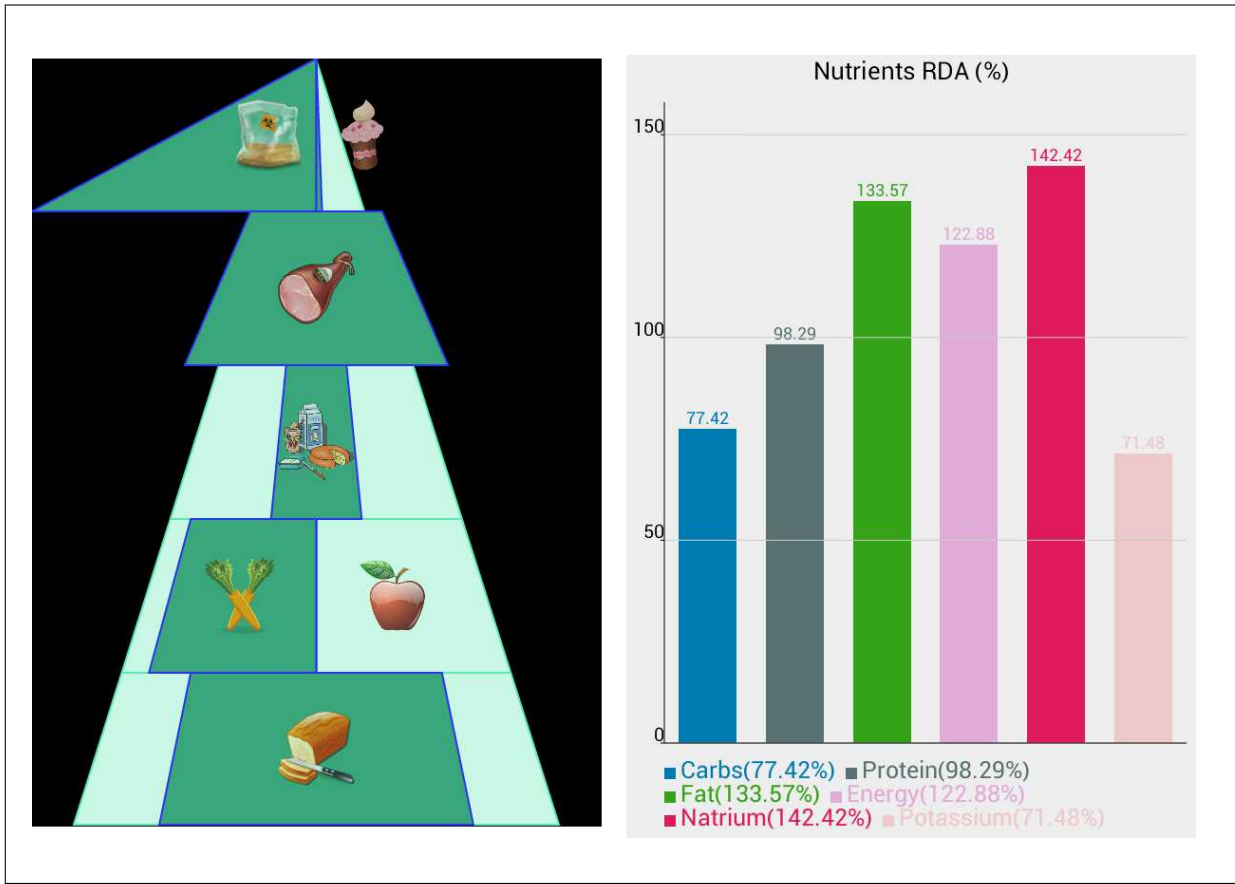 Nutrients RDA (%)
150
142.42
133.57
122.88
100
98.29
77.42
71.48
50
0
Carbs(77.42%) Protein(98.29%)
Fat(133.57%) Energy(122.88%)
Natrium(142.42%) Potassium(71.48%)